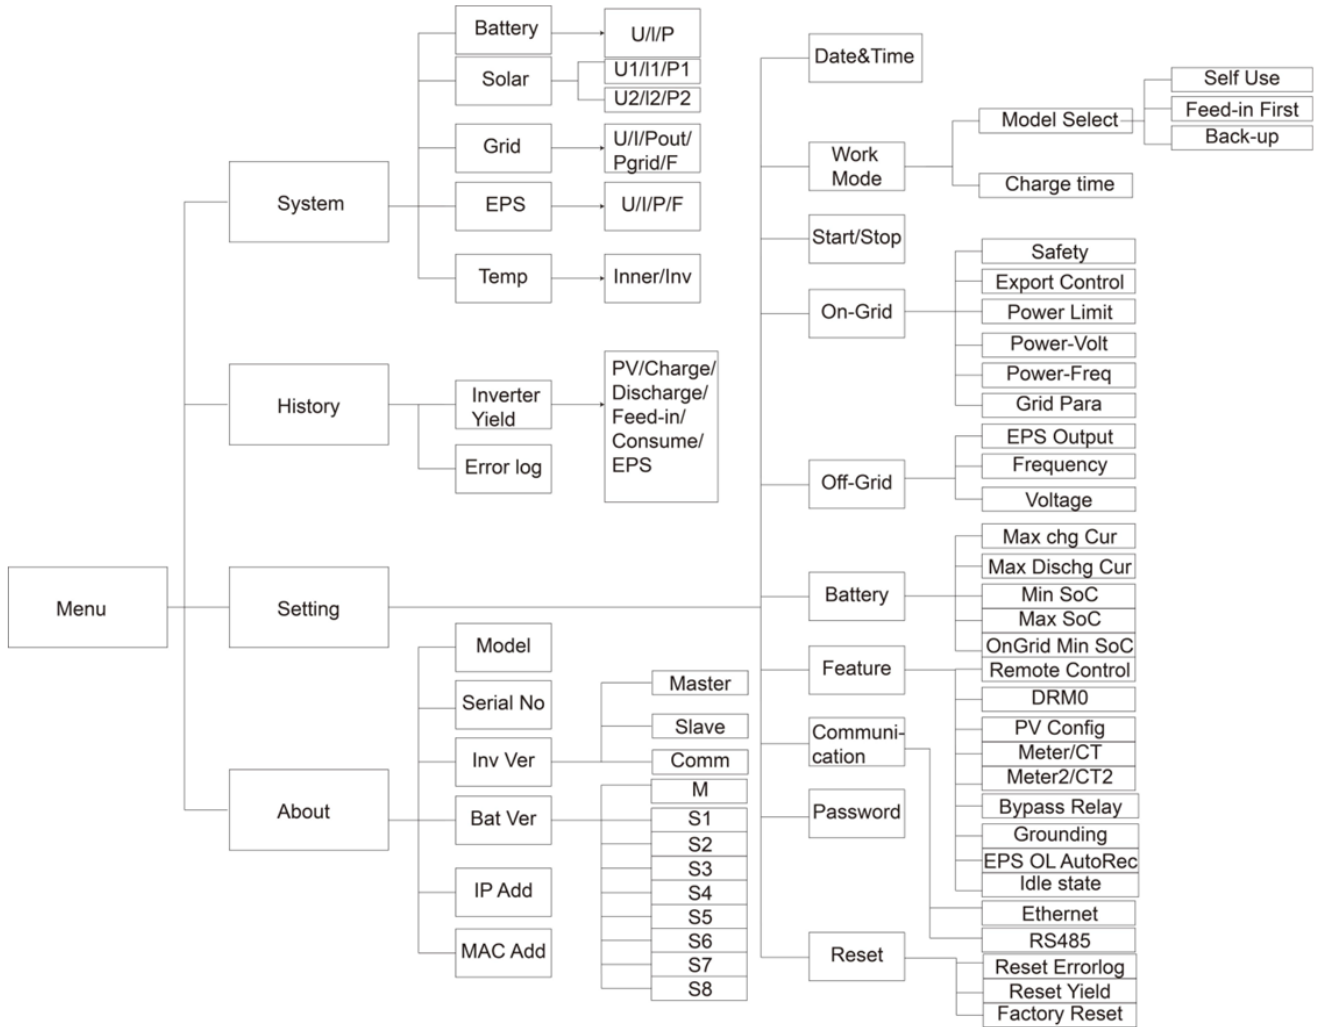 Menu
System
Battery
U/I/P
Solar
U1/I1/P1
U2/I2/P2
Grid
U/I/Pout/
Pgrid/F
EPS
U/I/P/F
Temp
Inner/Inv
History
Inverter
Yield
PV/Charge/
Discharge/
Feed-in/
Consume/
EPS
Error log
Setting
Date&Time
Work
Mode
Model Select
Self Use
Feed-in First
Back-up
Charge time
Start/Stop
On-Grid
Safety
Export Control
Power Limit
Power-Volt
Power-Freq
Grid Para
Off-Grid
EPS Output
Frequency
Voltage
Battery
Max chg Cur
Max Dischg Cur
Min SoC
Max SoC
OnGrid Min SoC
Feature
Remote Control
DRM0
PV Config
Meter/CT
Meter2/CT2
Bypass Relay
Grounding
EPS OL AutoRec
Idle state
Communi-
cation
Ethernet
RS485
Password
Reset
Reset Errorlog
Reset Yield
Factory Reset
About
Model
Serial No
Inv Ver
Master
Slave
Comm
Bat Ver
M
S1
S2
S3
S4
S5
S6
S7
S8
IP Add
MAC Add